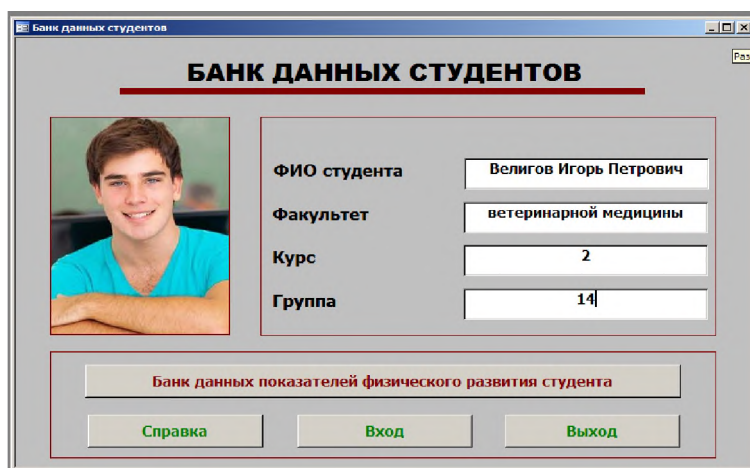 Банк данных студентов
Раз
БАНК ДАННЫХ СТУДЕНТОВ
ФИО студента Велигов Игорь Петрович
Факультет ветеринарной медицины
Курс 2
Группа 14
Банк данных показателей физического развития студента
Справка Вход Выход